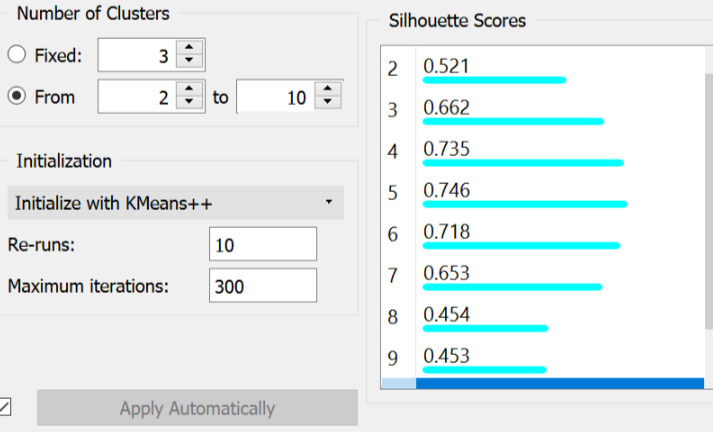 Number of Clusters
Fixed: 3
From 2 to 10
Initialization
Initialize with KMeans++
Re-runs: 10
Maximum iterations: 300
Apply Automatically
Silhouette Scores
2 0.521
3 0.662
4 0.735
5 0.746
6 0.718
7 0.653
8 0.454
9 0.453